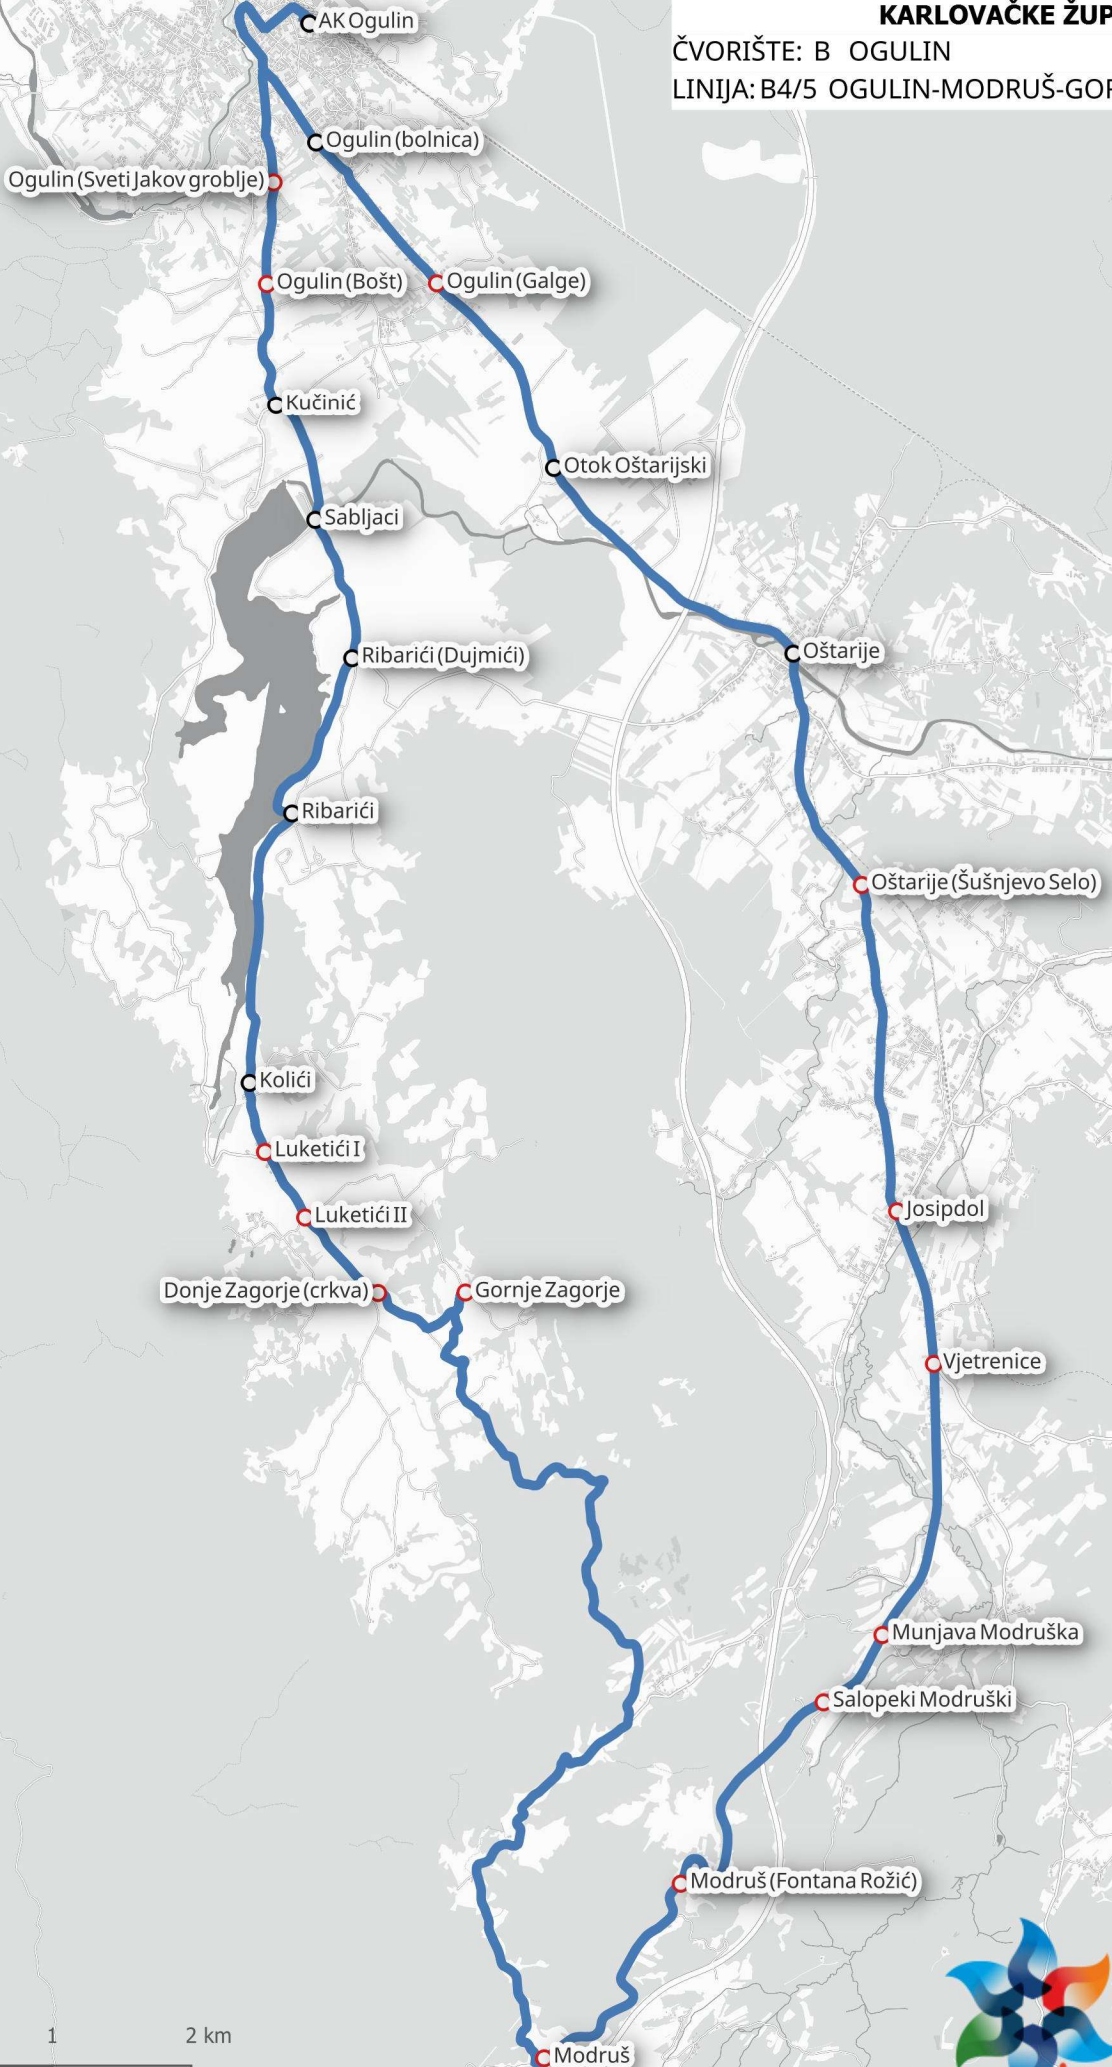 KARLOVAČKE ŽUP
ČVORIŠTE: B OGULIN
LINIJA: B4/5 OGULIN-MODRUŠ-GOR
AK Ogulin
Ogulin (bolnica)
Ogulin (Sveti Jakov groblje)
Ogulin (Bošt)
Ogulin (Galge)
Kučinić
Otok Oštarijski
Sabljaci
Ribarići (Dujmići)
Oštarije
Ribarići
Oštarije (Šušnjevo Selo)
Kolići
Luketići I
Josipdol
Luketići II
Donje Zagorje (crkva)
Gornje Zagorje
Vjetrenice
Munjava Modruška
Salopeki Modruški
Modruš (Fontana Rožić)
1 2 km
Modruš